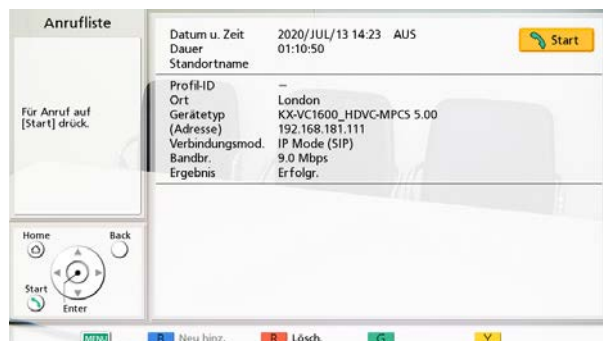 Anrufliste
Für Anruf auf
[Start] drück.
Datum u. Zeit 2020/JUL/13 14:23 AUS
Dauer 01:10:50
Standortname
Start
Profil-ID –
Ort London
Gerätetyp KX-VC1600_HDVC-MPCS 5.00
(Adresse) 192.168.181.111
Verbindungsmod. IP Mode (SIP)
Bandbr. 9.0 Mbps
Ergebnis Erfolgr.
Home Back
Start
Enter
MENU B Neu hinz. R Lösch. G Y